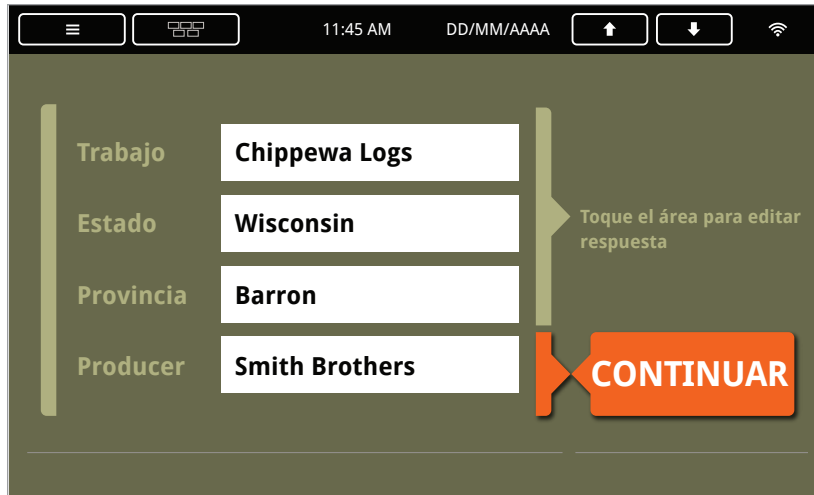 11:45 AM DD/MM/AAAA
Trabajo Chippewa Logs
Estado Wisconsin
Toque el área para editar
respuesta
Provincia Barron
Producer Smith Brothers
CONTINUAR